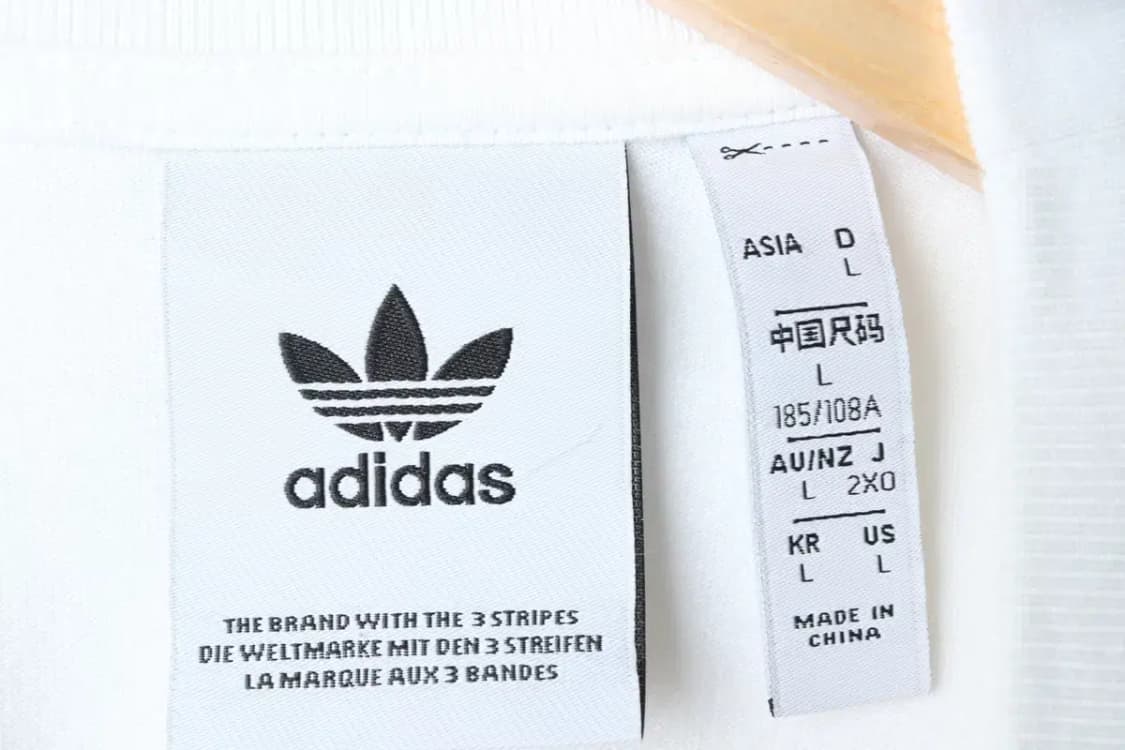 adidas
THE BRAND WITH THE 3 STRIPES
DIE WELTMARKE MIT DEN 3 STREIFEN
LA MARQUE AUX 3 BANDES
ASIA D
L
中国尺码
L
185/108A
AU/NZ J
L 2XO
KR US
L L
MADE IN
CHINA